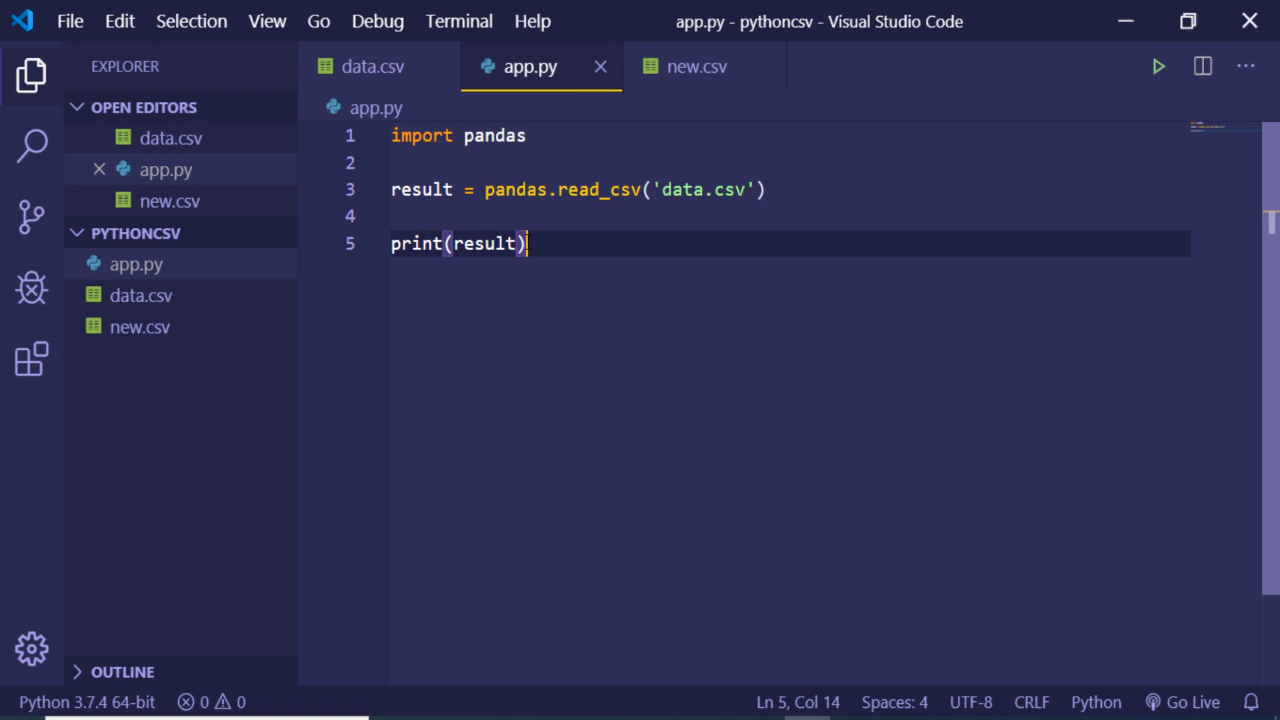 File Edit Selection View Go Debug Terminal Help app.py - pythoncsv - Visual Studio Code
EXPLORER
OPEN EDITORS
data.csv
app.py
new.csv
PYTHONCSV
app.py
data.csv
new.csv
OUTLINE
data.csv app.py new.csv
app.py
1 import pandas
2
3 result = pandas.read_csv('data.csv')
4
5 print(result)
Python 3.7.4 64-bit 0 0 Ln 5, Col 14 Spaces: 4 UTF-8 CRLF Python Go Live